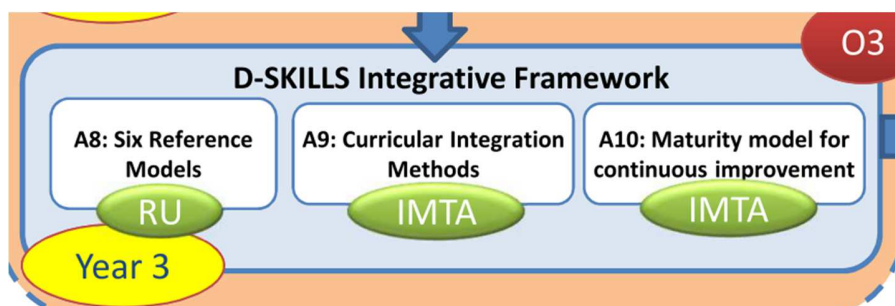 O3
D-SKILLS Integrative Framework
A8: Six Reference
Models
RU
A9: Curricular Integration
Methods
IMTA
A10: Maturity model for
continuous improvement
IMTA
Year 3